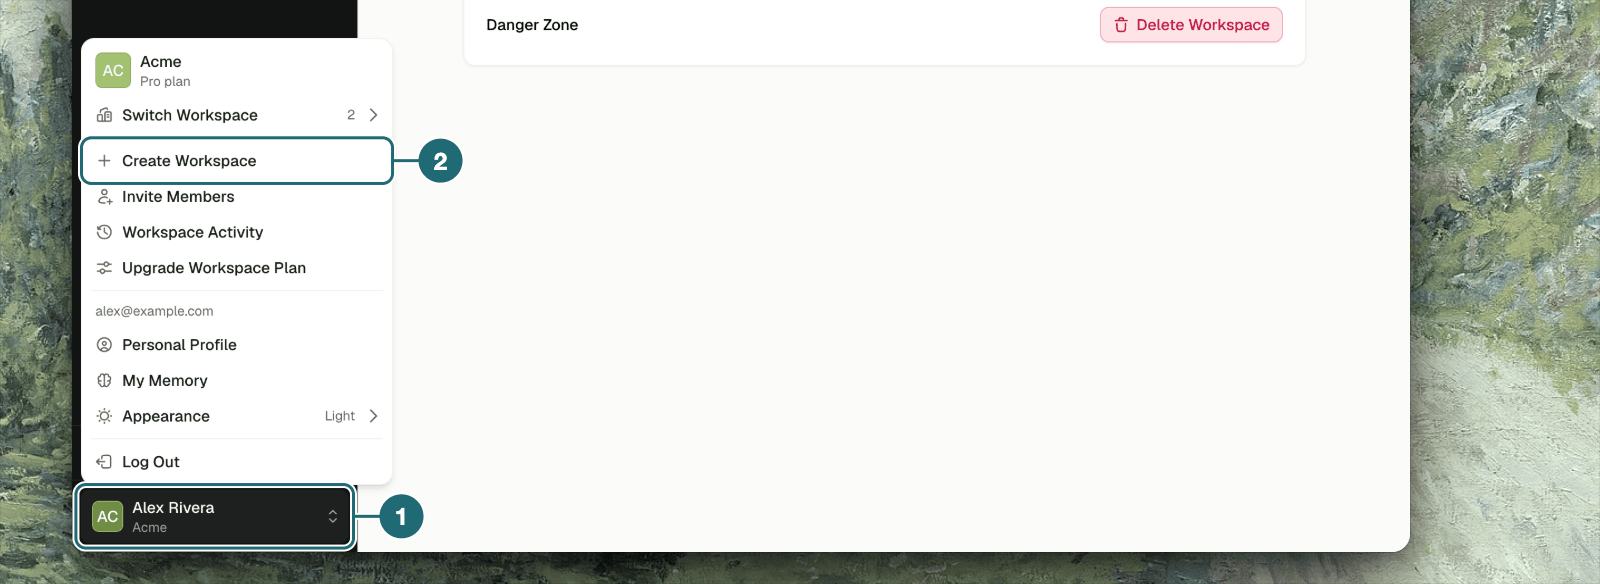 Danger Zone
Delete Workspace
AC
Acme
Pro plan
Switch Workspace 2
Create Workspace
2
Invite Members
Workspace Activity
Upgrade Workspace Plan
alex@example.com
Personal Profile
My Memory
Appearance Light
Log Out
AC
Alex Rivera
Acme
1